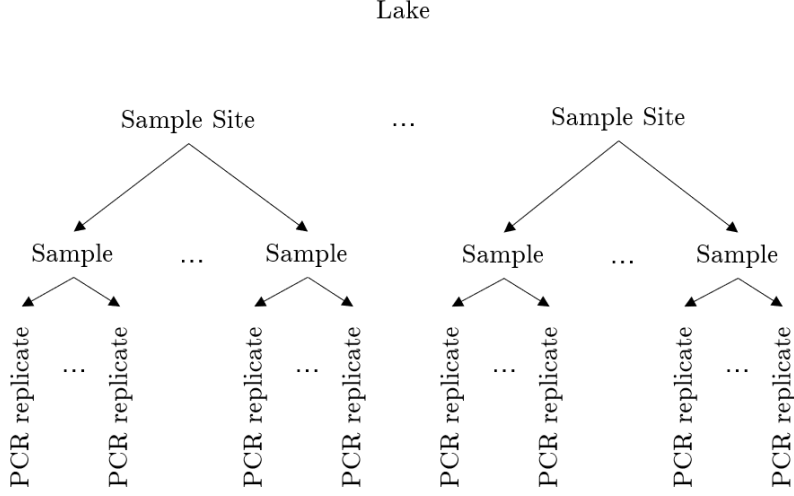 Lake
Sample Site ... Sample Site
Sample ... Sample Sample ... Sample
PCR replicate ... PCR replicate PCR replicate ... PCR replicate PCR replicate ... PCR replicate PCR replicate ... PCR replicate